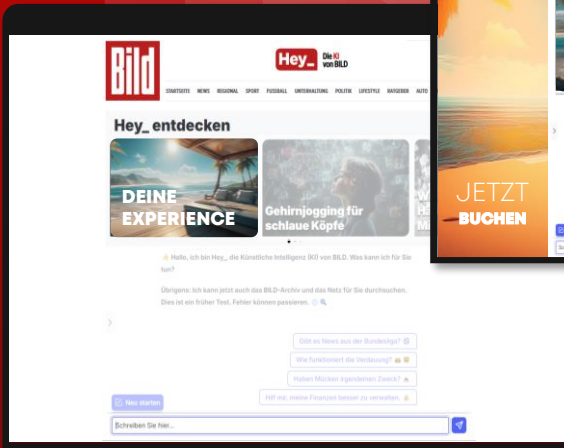 Bild
Hey_ Die KI
von BILD
STARTSEITE NEWS REGIONAL SPORT FUSSBALL UNTERHALTUNG POLITIK LIFESTYLE RATGEBER AUTO
Hey_ entdecken
DEINE
EXPERIENCE
Gehirnjogging für
schlaue Köpfe
Hallo, ich bin Hey_, die Künstliche Intelligenz (KI) von BILD. Was kann ich für Sie
tun?
Übrigens: Ich kann jetzt auch das BILD-Archiv und das Netz für Sie durchsuchen.
Dies ist ein früher Test. Fehler können passieren.
Gibt es News aus der Bundesliga?
Wie funktioniert die Verdauung?
Haben Mücken irgendeinen Zweck?
Hilf mir, meine Finanzen besser zu verwalten.
Neu starten
Schreiben Sie hier...
JETZT
BUCHEN